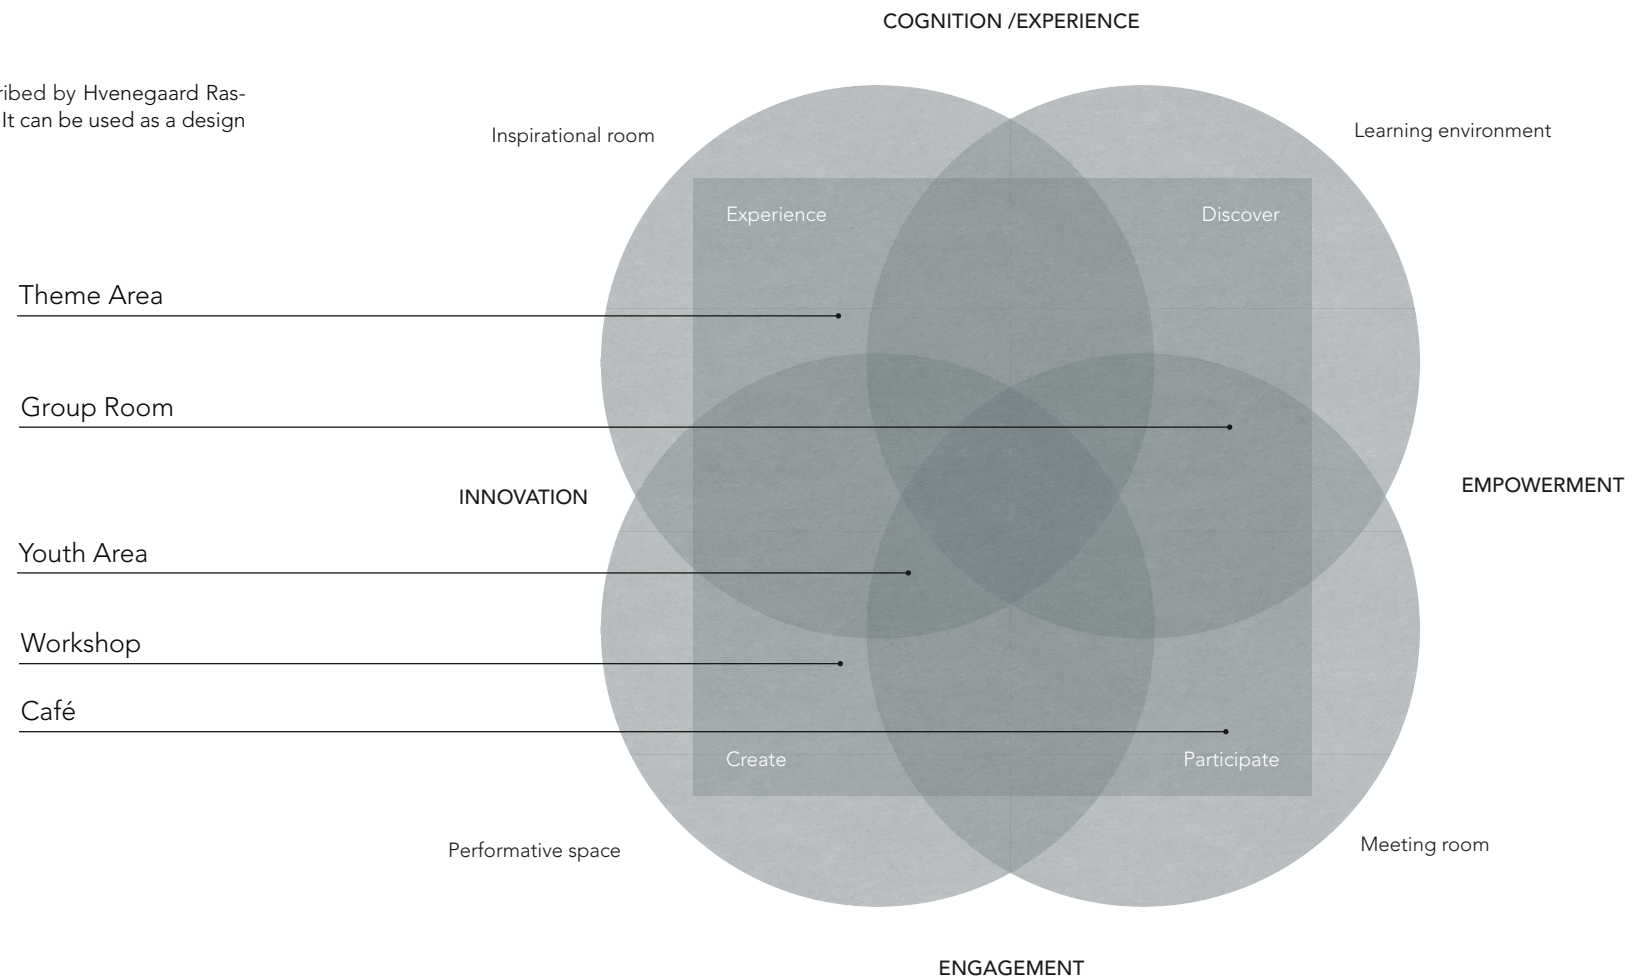 COGNITION /EXPERIENCE
ribed by Hvenegaard Ras-
It can be used as a design
Inspirational room
Learning environment
Experience
Discover
Theme Area
Group Room
INNOVATION
EMPOWERMENT
Youth Area
Workshop
Café
Create
Participate
Performative space
Meeting room
ENGAGEMENT